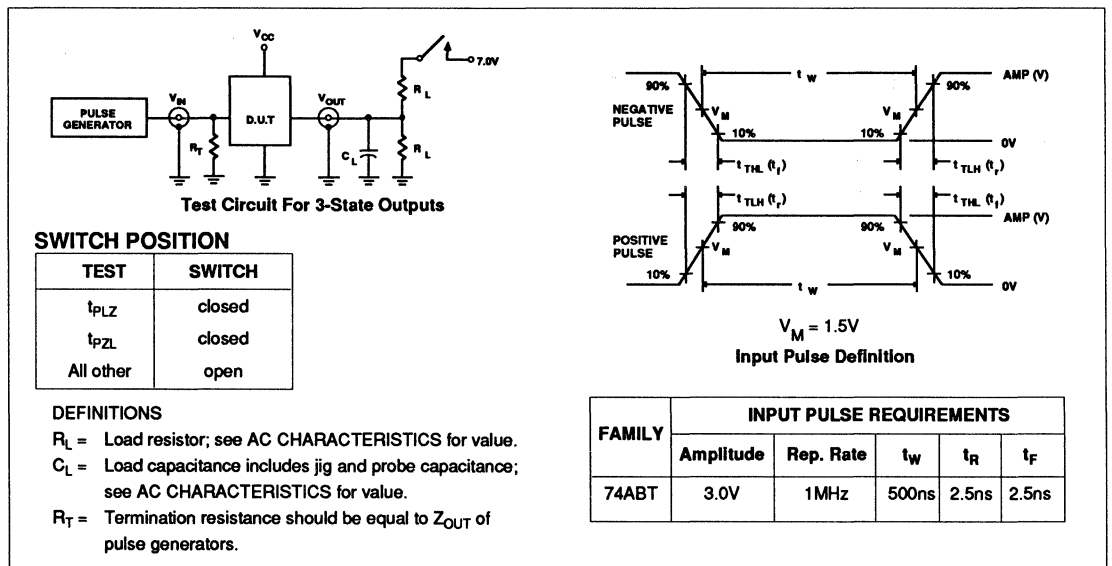 VCC
7.0V
RL
PULSE GENERATOR
VIN
D.U.T
VOUT
RT
CL
RL
Test Circuit For 3-State Outputs
SWITCH POSITION
TEST SWITCH
tPLZ closed
tPZL closed
All other open
DEFINITIONS
RL = Load resistor; see AC CHARACTERISTICS for value.
CL = Load capacitance includes jig and probe capacitance;
see AC CHARACTERISTICS for value.
RT = Termination resistance should be equal to ZOUT of
pulse generators.
tW
AMP (V)
90% 90%
NEGATIVE
PULSE
VM VM
10% 10%
0V
tTHL (tf) tTLH (tr)
tTLH (tr) tTHL (tf)
AMP (V)
90% 90%
POSITIVE
PULSE
VM VM
10% 10%
tW 0V
VM = 1.5V
Input Pulse Definition
FAMILY INPUT PULSE REQUIREMENTS
Amplitude Rep. Rate tW tR tF
74ABT 3.0V 1MHz 500ns 2.5ns 2.5ns